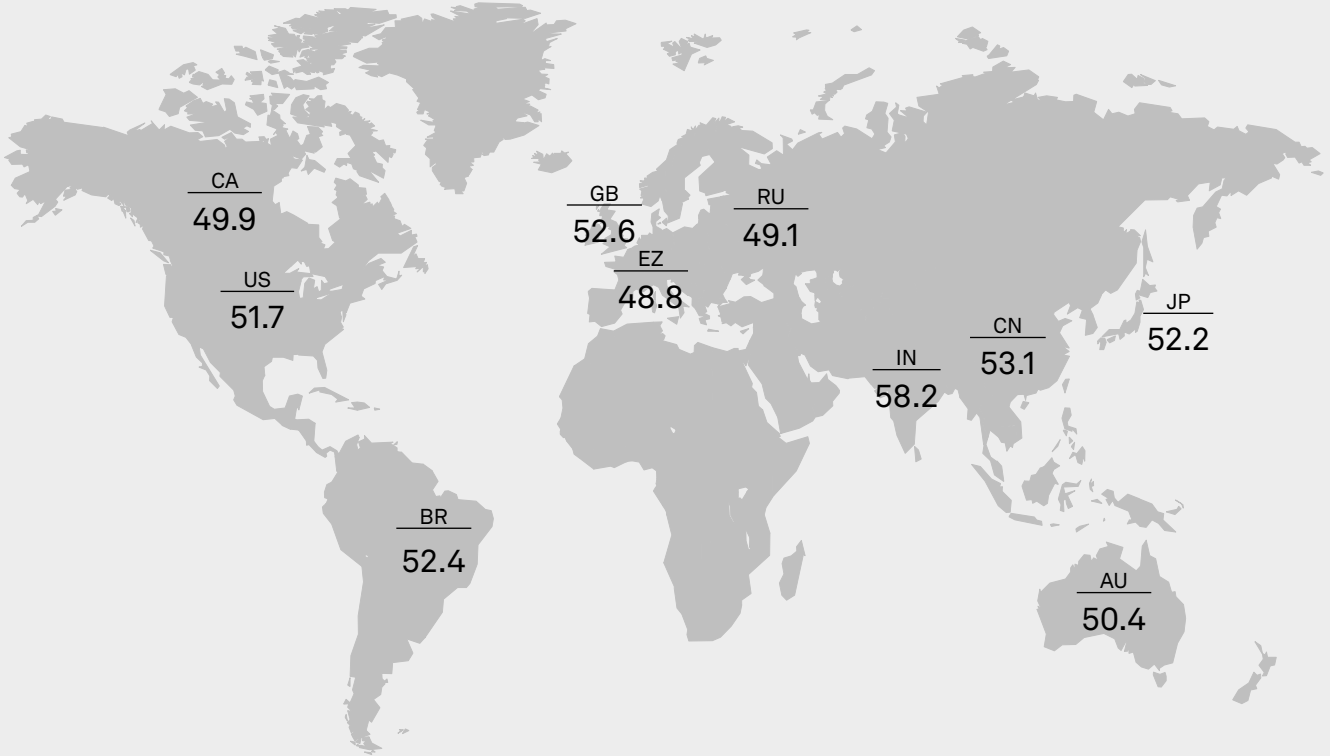 CA
49.9
US
51.7
GB
52.6
RU
49.1
EZ
48.8
JP
52.2
CN
53.1
IN
58.2
BR
52.4
AU
50.4